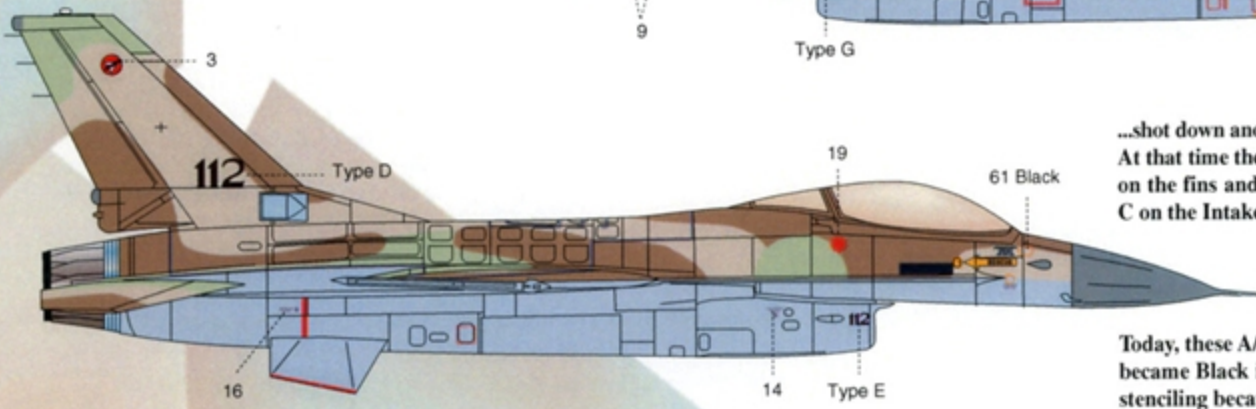 9
Type G
3
112
Type D
19
61 Black
...shot down and
At that time the
on the fins and
C on the Intake
112
16
14
Type E
Today, these
became Black
stenciling